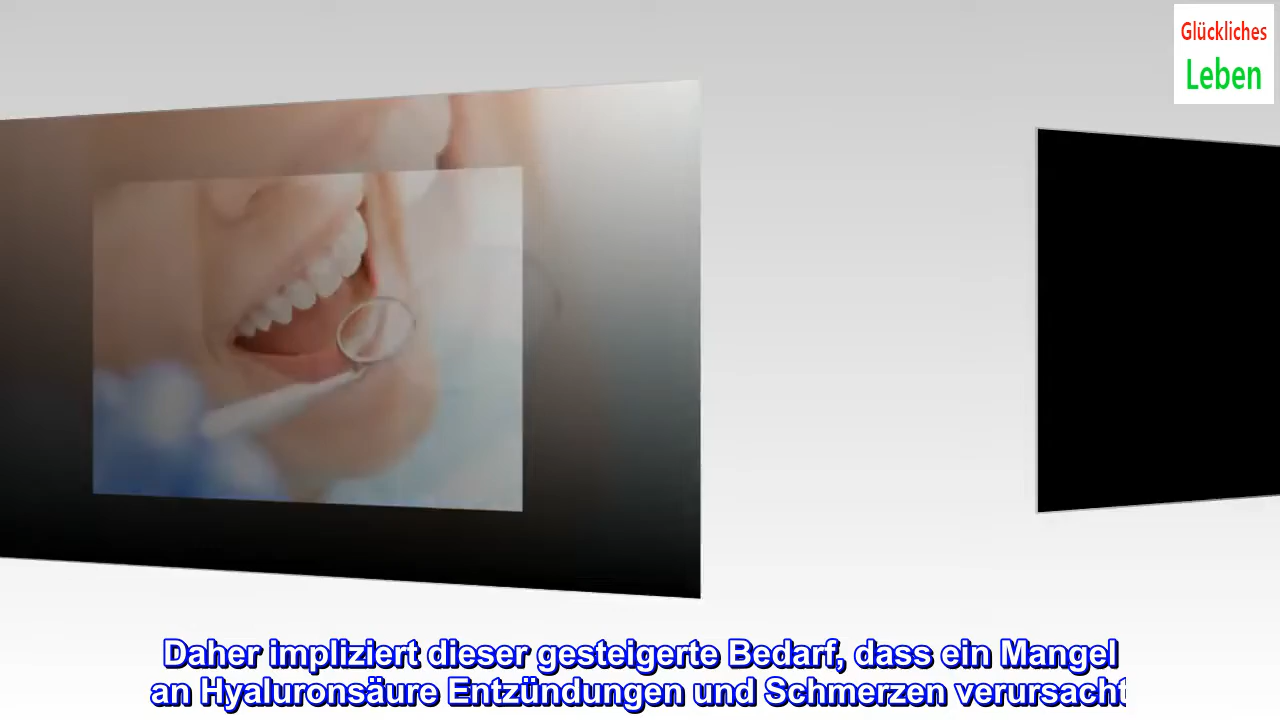 Glückliches
Leben
Daher impliziert dieser gesteigerte Bedarf, dass ein Mangel
an Hyaluronsäure Entzündungen und Schmerzen verursacht